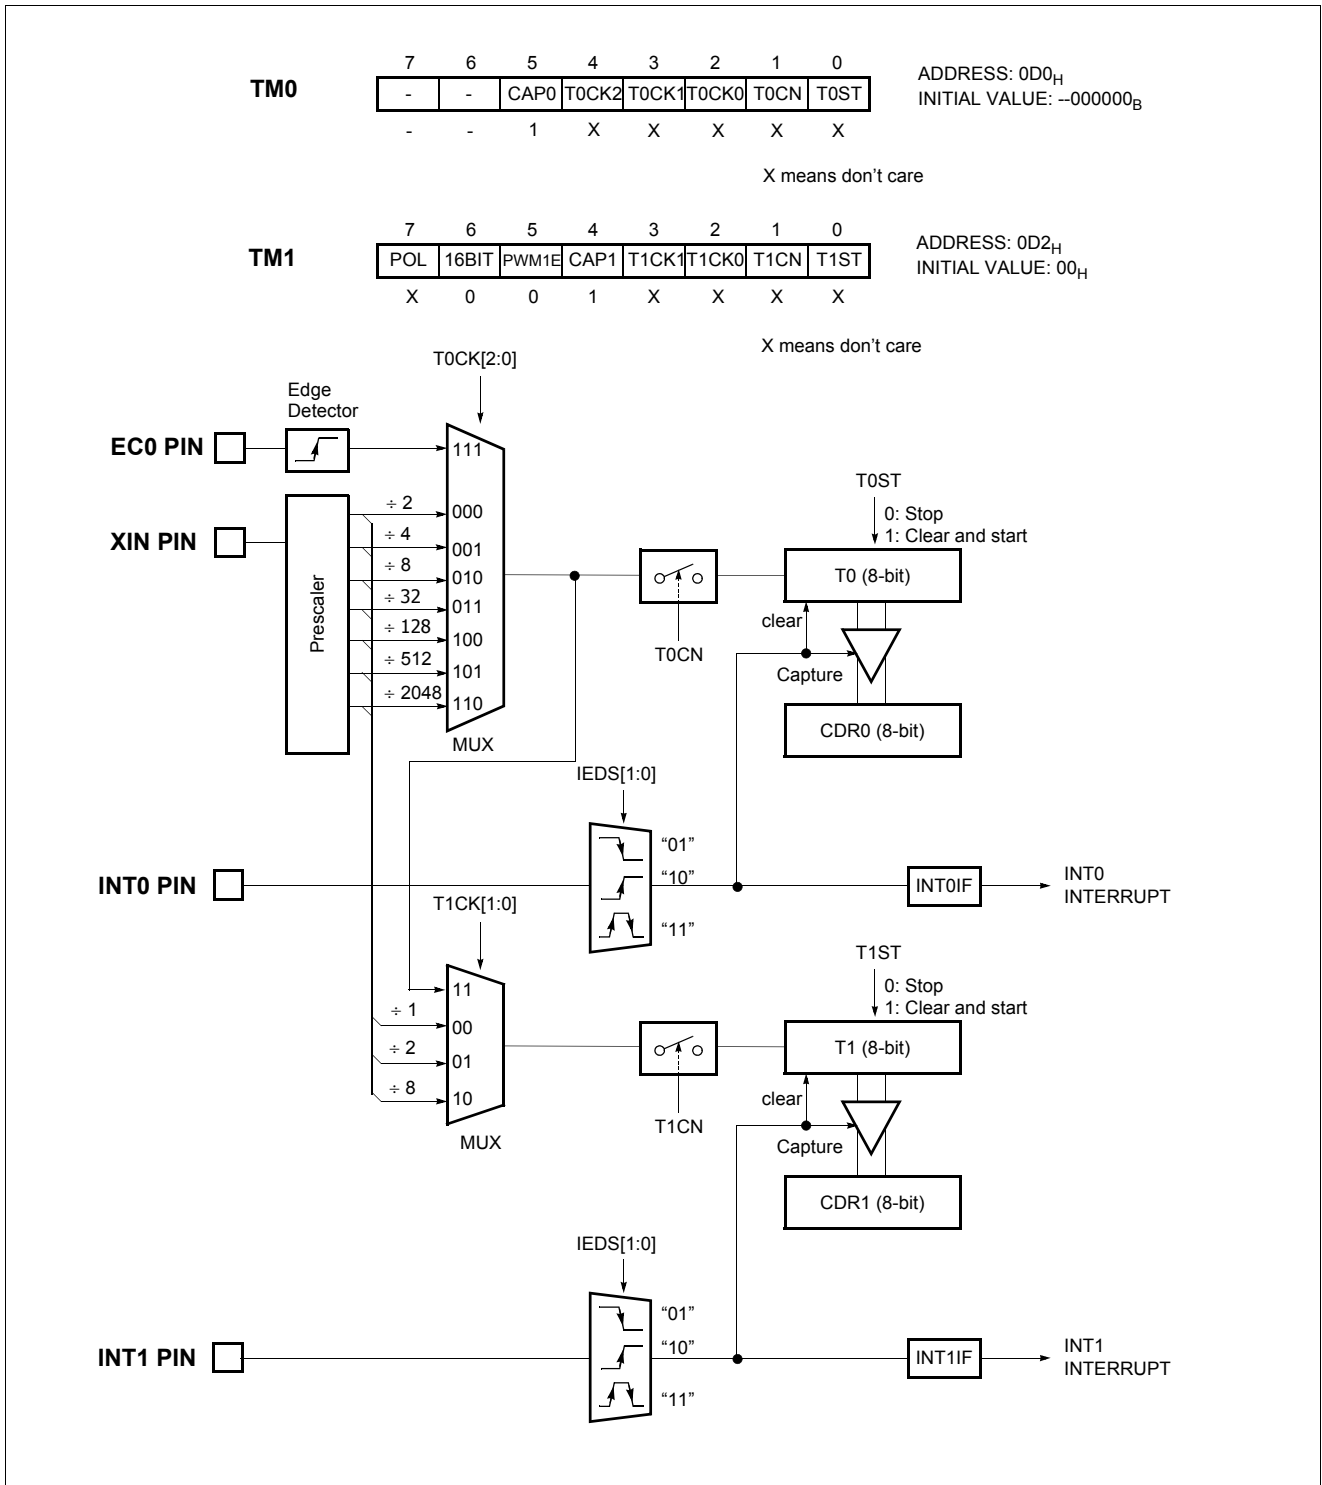 7 6 5 4 3 2 1 0
TM0
- - CAP0 T0CK2 T0CK1 T0CK0 T0CN T0ST
- - 1 X X X X X
ADDRESS: 0D0H
INITIAL VALUE: --000000B
X means don't care
7 6 5 4 3 2 1 0
TM1
POL 16BIT PWM1E CAP1 T1CK1 T1CK0 T1CN T1ST
X 0 0 1 X X X X
ADDRESS: 0D2H
INITIAL VALUE: 00H
X means don't care
T0CK[2:0]
Edge
Detector
EC0 PIN
111
XIN PIN
Prescaler
÷ 2
000
÷ 4
001
÷ 8
010
÷ 32
011
÷ 128
100
÷ 512
101
÷ 2048
110
MUX
T0CN
T0ST
0: Stop
1: Clear and start
T0 (8-bit)
clear
Capture
CDR0 (8-bit)
IEDS[1:0]
“01”
INT0 PIN
“10”
“11”
INT0IF
INT0
INTERRUPT
T1CK[1:0]
11
÷ 1
00
÷ 2
01
÷ 8
10
MUX
T1CN
T1ST
0: Stop
1: Clear and start
T1 (8-bit)
clear
Capture
CDR1 (8-bit)
IEDS[1:0]
“01”
INT1 PIN
“10”
“11”
INT1IF
INT1
INTERRUPT